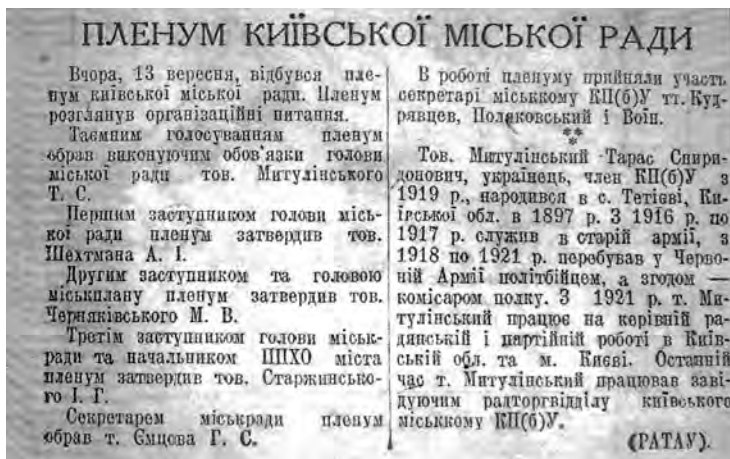 ПЛЕНУМ КИЇВСЬКОЇ МІСЬКОЇ РАДИ
Вчора, 13 вересня, відбувся пле-
нум київської міської ради. Пленум
розглянув організаційні питання.
Таємним голосуванням пленум
обрав виконуючим обов'язки голови
міської ради тов. Митулінського
Т. С.
Першим заступником голови місь-
кої ради пленум затвердив тов.
Шехтмана А. І.
Другим заступником та головою
міськплану пленум затвердив тов.
Черняківського М. В.
Третім заступником голови міськ-
ради та начальником ППХО міста
пленум затвердив тов. Старжинсько-
го І. Г.
Секретарем міськради пленум
обрав т. Ємцова Г. С.
В роботі пленуму прийняли участь
секретарі міськкому КП(б)У тт. Куд-
рявцев, Поляковський і Воїн.
***
Тов. Митулінський Тарас Спири-
донович, українець, член КП(б)У з
1919 р., народився в с. Тетієві, Ки-
ївської обл. в 1897 р. З 1916 р. по
1917 р. служив в старій армії, з
1918 по 1921 р. перебував у Черво-
ній Армії політбійцем, а згодом —
комісаром полку. З 1921 р. т. Ми-
тулінський працює на керівній ра-
дянській і партійній роботі в Київ-
ській обл. та м. Києві. Останній
час т. Митулінський працював заві-
дуючим радторгвідділу київського
міськкому КП(б)У.
(РАТАУ).